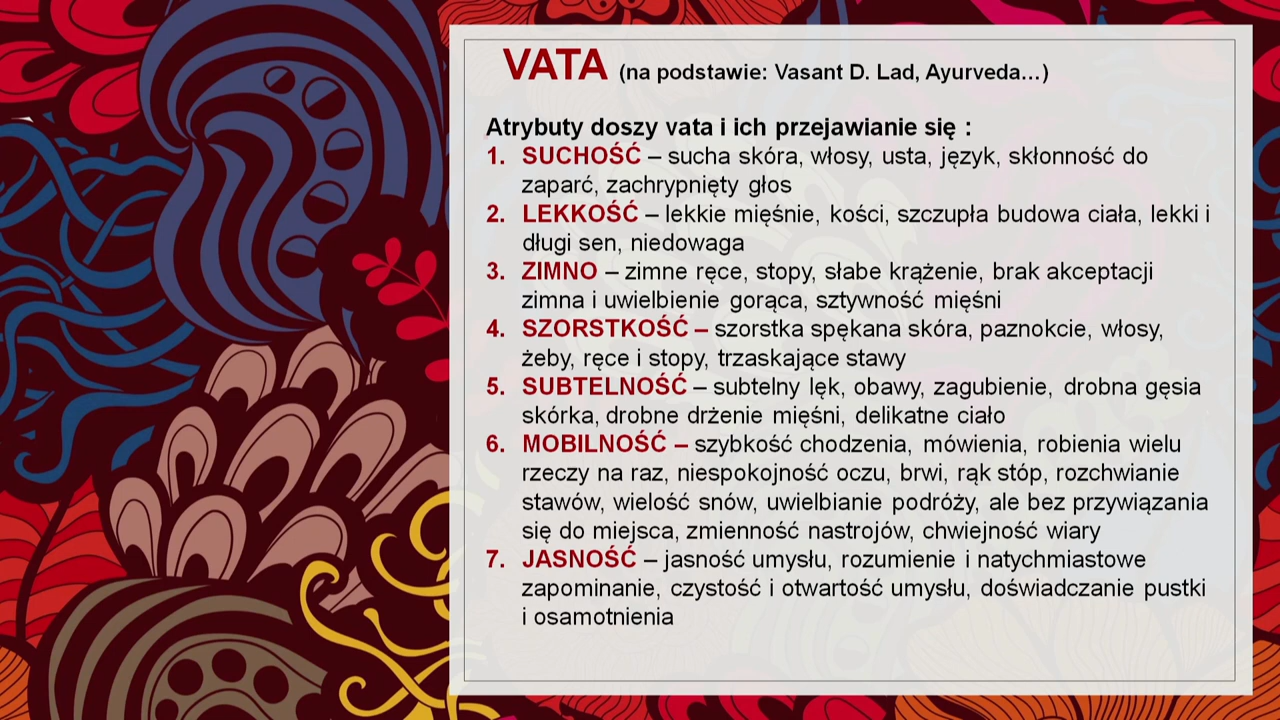 VATA (na podstawie: Vasant D. Lad, Ayurveda...)
Atrybuty doszy vata i ich przejawianie się :
1. SUCHOŚĆ – sucha skóra, włosy, usta, język, skłonność do
zaparć, zachrypnięty głos
2. LEKKOŚĆ – lekkie mięśnie, kości, szczupła budowa ciała, lekki i
długi sen, niedowaga
3. ZIMNO – zimne ręce, stopy, słabe krążenie, brak akceptacji
zimna i uwielbienie gorąca, sztywność mięśni
4. SZORSTKOŚĆ – szorstka spękana skóra, paznokcie, włosy,
żeby, ręce i stopy, trzaskające stawy
5. SUBTELNOŚĆ – subtelny lęk, obawy, zagubienie, drobna gęsia
skórka, drobne drżenie mięśni, delikatne ciało
6. MOBILNOŚĆ – szybkość chodzenia, mówienia, robienia wielu
rzeczy na raz, niespokojność oczu, brwi, rąk stóp, rozchwianie
stawów, wielość snów, uwielbianie podróży, ale bez przywiązania
się do miejsca, zmienność nastrojów, chwiejność wiary
7. JASNOŚĆ – jasność umysłu, rozumienie i natychmiastowe
zapominanie, czystość i otwartość umysłu, doświadczanie pustki
i osamotnienia